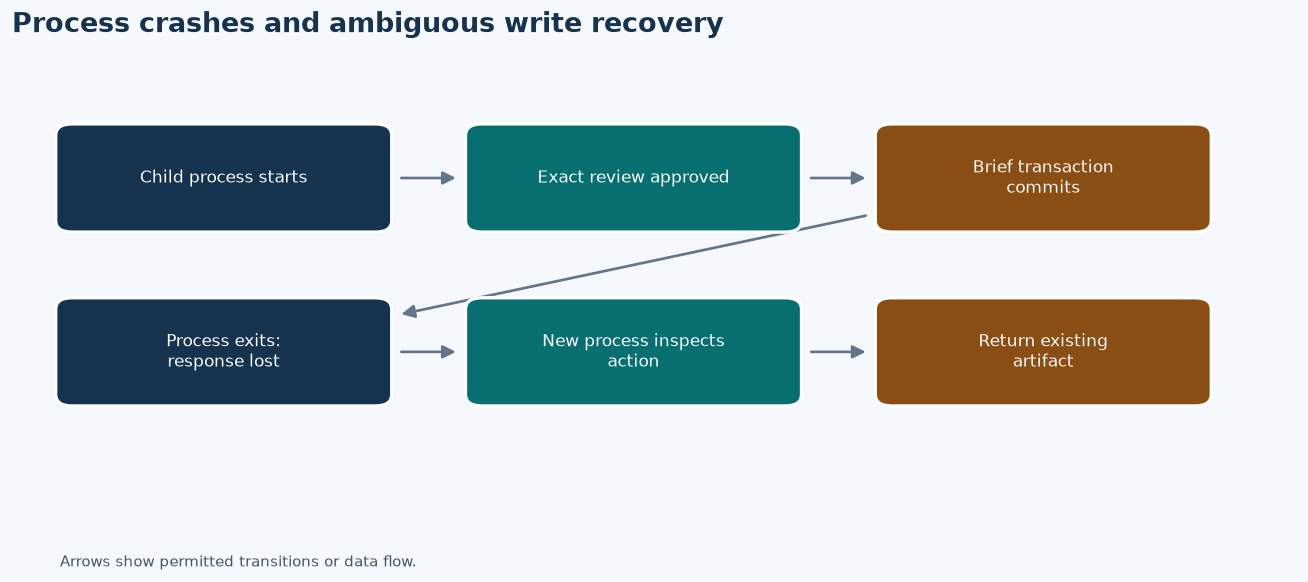 Process crashes and ambiguous write recovery
Child process starts
Exact review approved
Brief transaction
commits
Process exits:
response lost
New process inspects
action
Return existing
artifact
Arrows show permitted transitions or data flow.